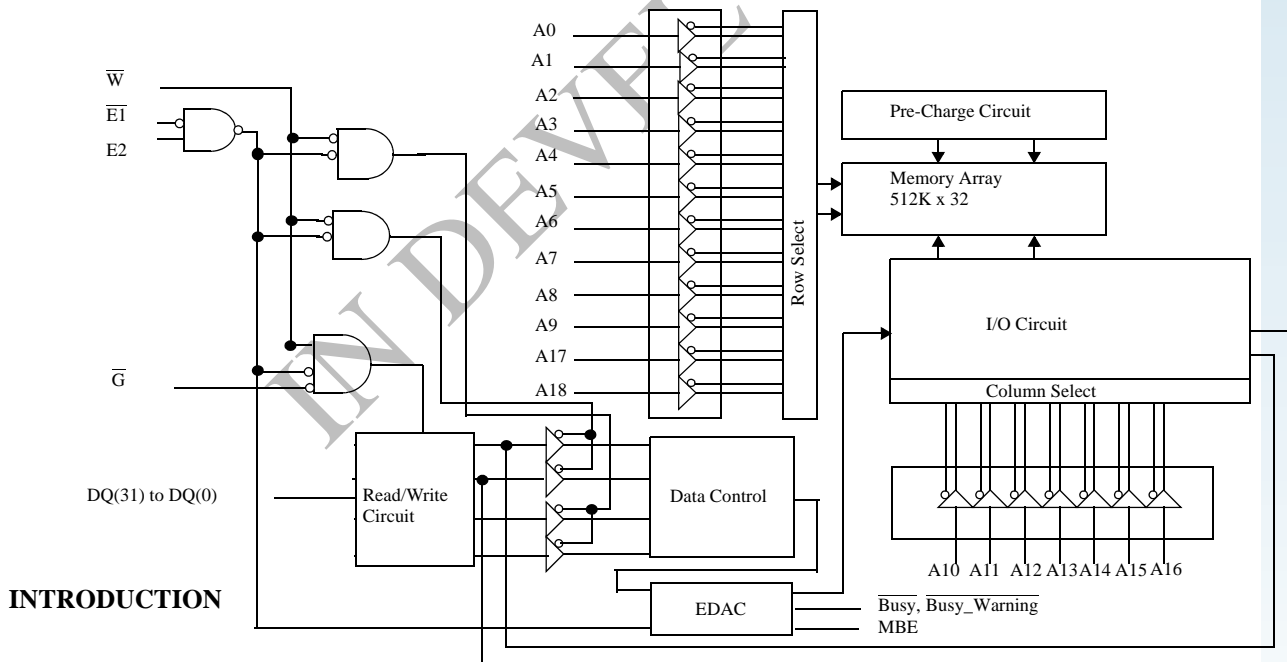 A0
A1
A2
A3
A4
A5
A6
A7
A8
A9
A17
A18
W
E1
E2
G
DQ(31) to DQ(0)
Read/Write
Circuit
Data Control
EDAC
Busy, Busy_Warning
MBE
Row Select
Pre-Charge Circuit
Memory Array
512K x 32
I/O Circuit
Column Select
A10 A11 A12 A13 A14 A15 A16
INTRODUCTION
IN DEVEL